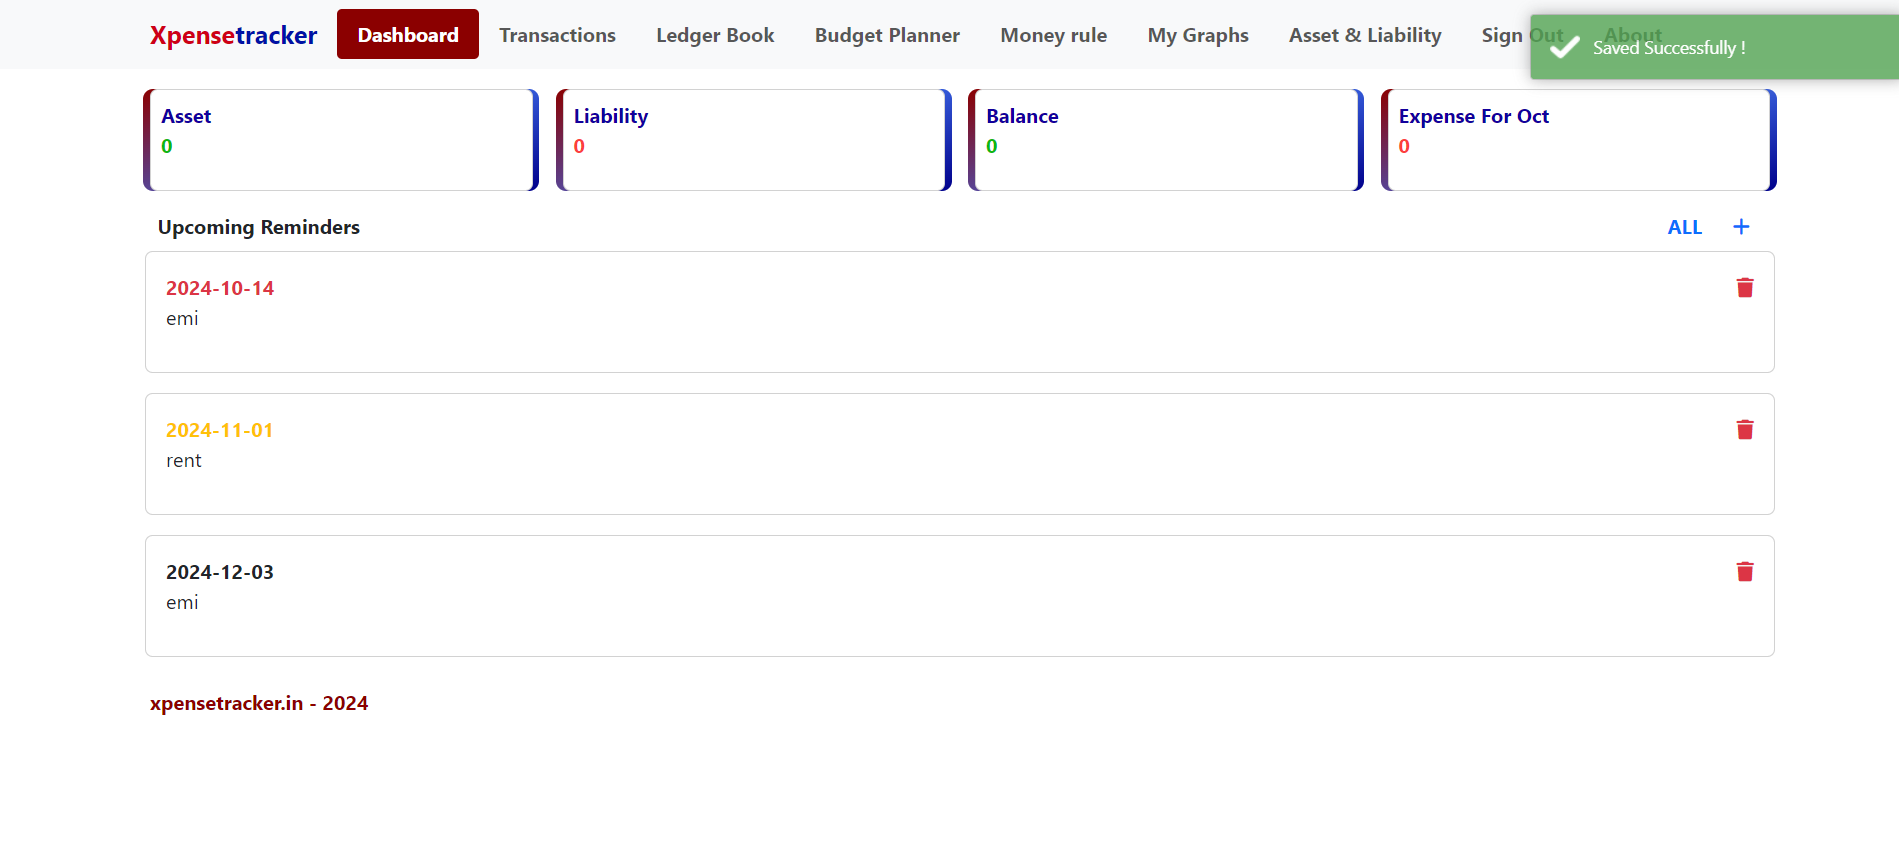 Xpensetracker Dashboard Transactions Ledger Book Budget Planner Money rule My Graphs Asset & Liability Sign Out About
Saved Successfully !
Asset Liability Balance Expense For Oct
0 0 0 0
Upcoming Reminders ALL +
2024-10-14
emi
2024-11-01
rent
2024-12-03
emi
xpensetracker.in - 2024